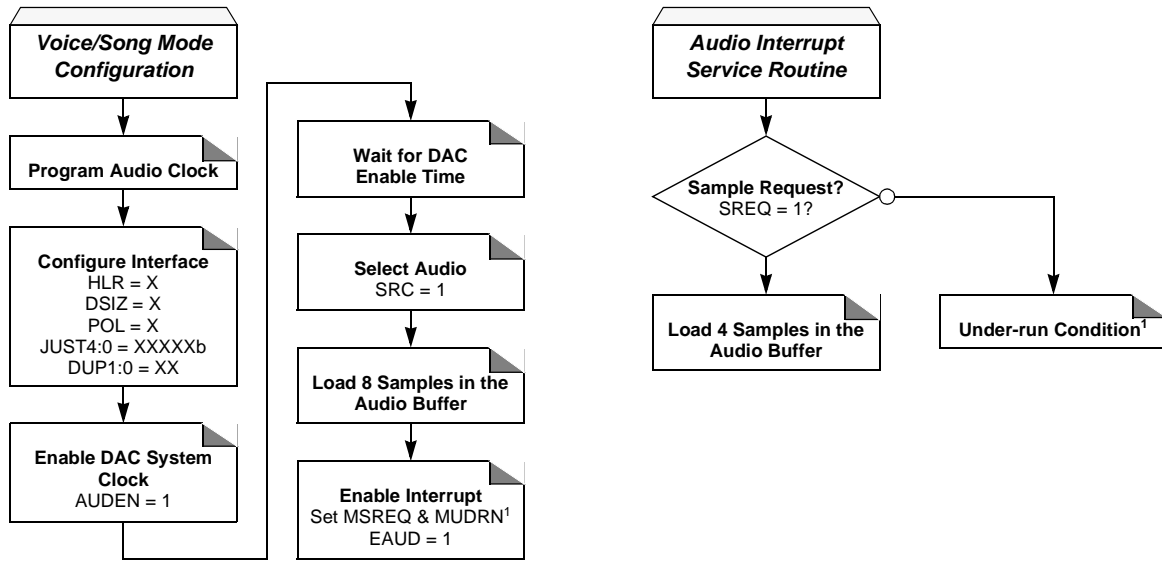 Voice/Song Mode
Configuration
Program Audio Clock
Configure Interface
HLR = X
DSIZ = X
POL = X
JUST4:0 = XXXXXb
DUP1:0 = XX
Enable DAC System
Clock
AUDEN = 1
Wait for DAC
Enable Time
Select Audio
SRC = 1
Load 8 Samples in the
Audio Buffer
Enable Interrupt
Set MSREQ & MUDRN¹
EAUD = 1
Audio Interrupt
Service Routine
Sample Request?
SREQ = 1?
Load 4 Samples in the
Audio Buffer
Under-run Condition¹